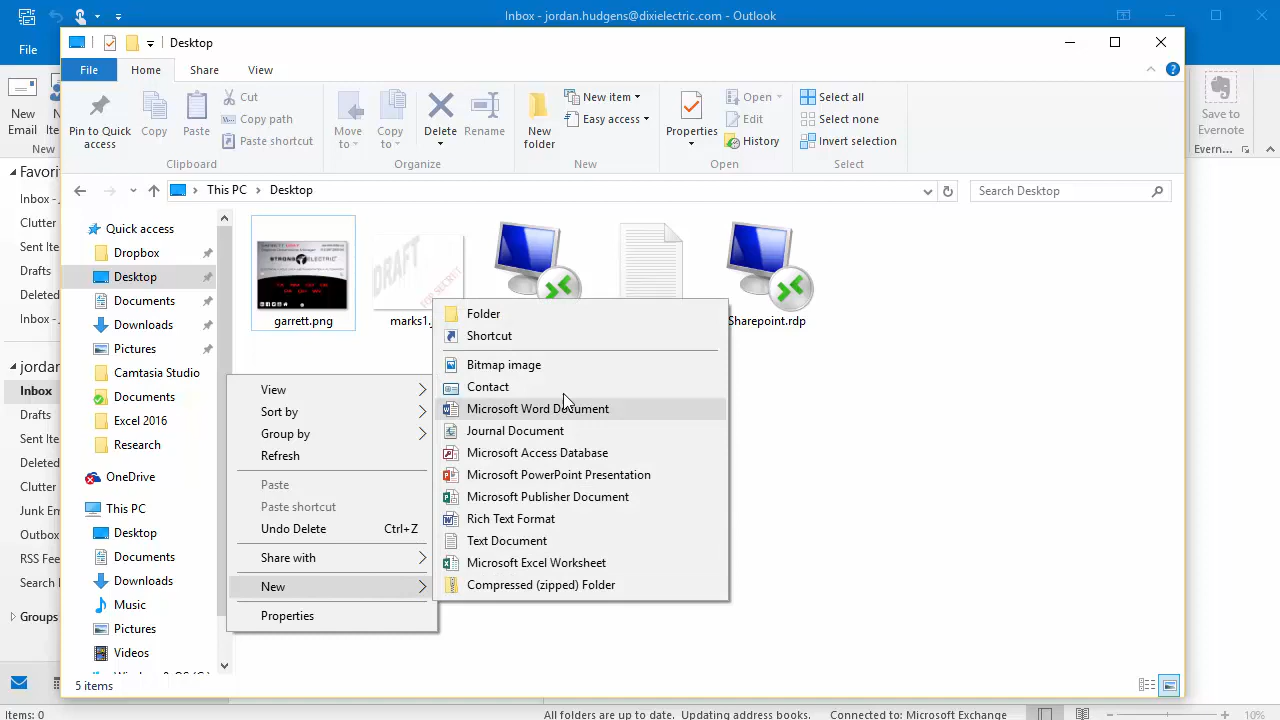 Inbox - jordan.hudgens@dixielectric.com - Outlook
File
New
Email
New
Save to
Evernote
Evern...
Desktop
File Home Share View
Pin to Quick
access
Copy
Paste
Cut
Copy path
Paste shortcut
Clipboard
Move
to
Copy
to
Delete
Rename
Organize
New
folder
New item
Easy access
New
Properties
Open
Edit
History
Open
Select all
Select none
Invert selection
Select
This PC > Desktop
Search Desktop
Favori
Inbox -
Clutter
Sent Ite
Drafts
Deleted
Inbox -
jordan
Inbox
Drafts
Sent Ite
Deleted
Clutter
Junk Em
Outbox
RSS Fee
Search
Groups
Quick access
Dropbox
Desktop
Documents
Downloads
Pictures
Camtasia Studio
Documents
Excel 2016
Research
OneDrive
This PC
Desktop
Documents
Downloads
Music
Pictures
Videos
STRONG ELECTRIC
garrett.png
DRAFT
marks1_
Sharepoint.rdp
View
Sort by
Group by
Refresh
Paste
Paste shortcut
Undo Delete Ctrl+Z
Share with
New
Properties
Folder
Shortcut
Bitmap image
Contact
Microsoft Word Document
Journal Document
Microsoft Access Database
Microsoft PowerPoint Presentation
Microsoft Publisher Document
Rich Text Format
Text Document
Microsoft Excel Worksheet
Compressed (zipped) Folder
5 items
Items: 0
All folders are up to date. Updating address books. Connected to: Microsoft Exchange
10%